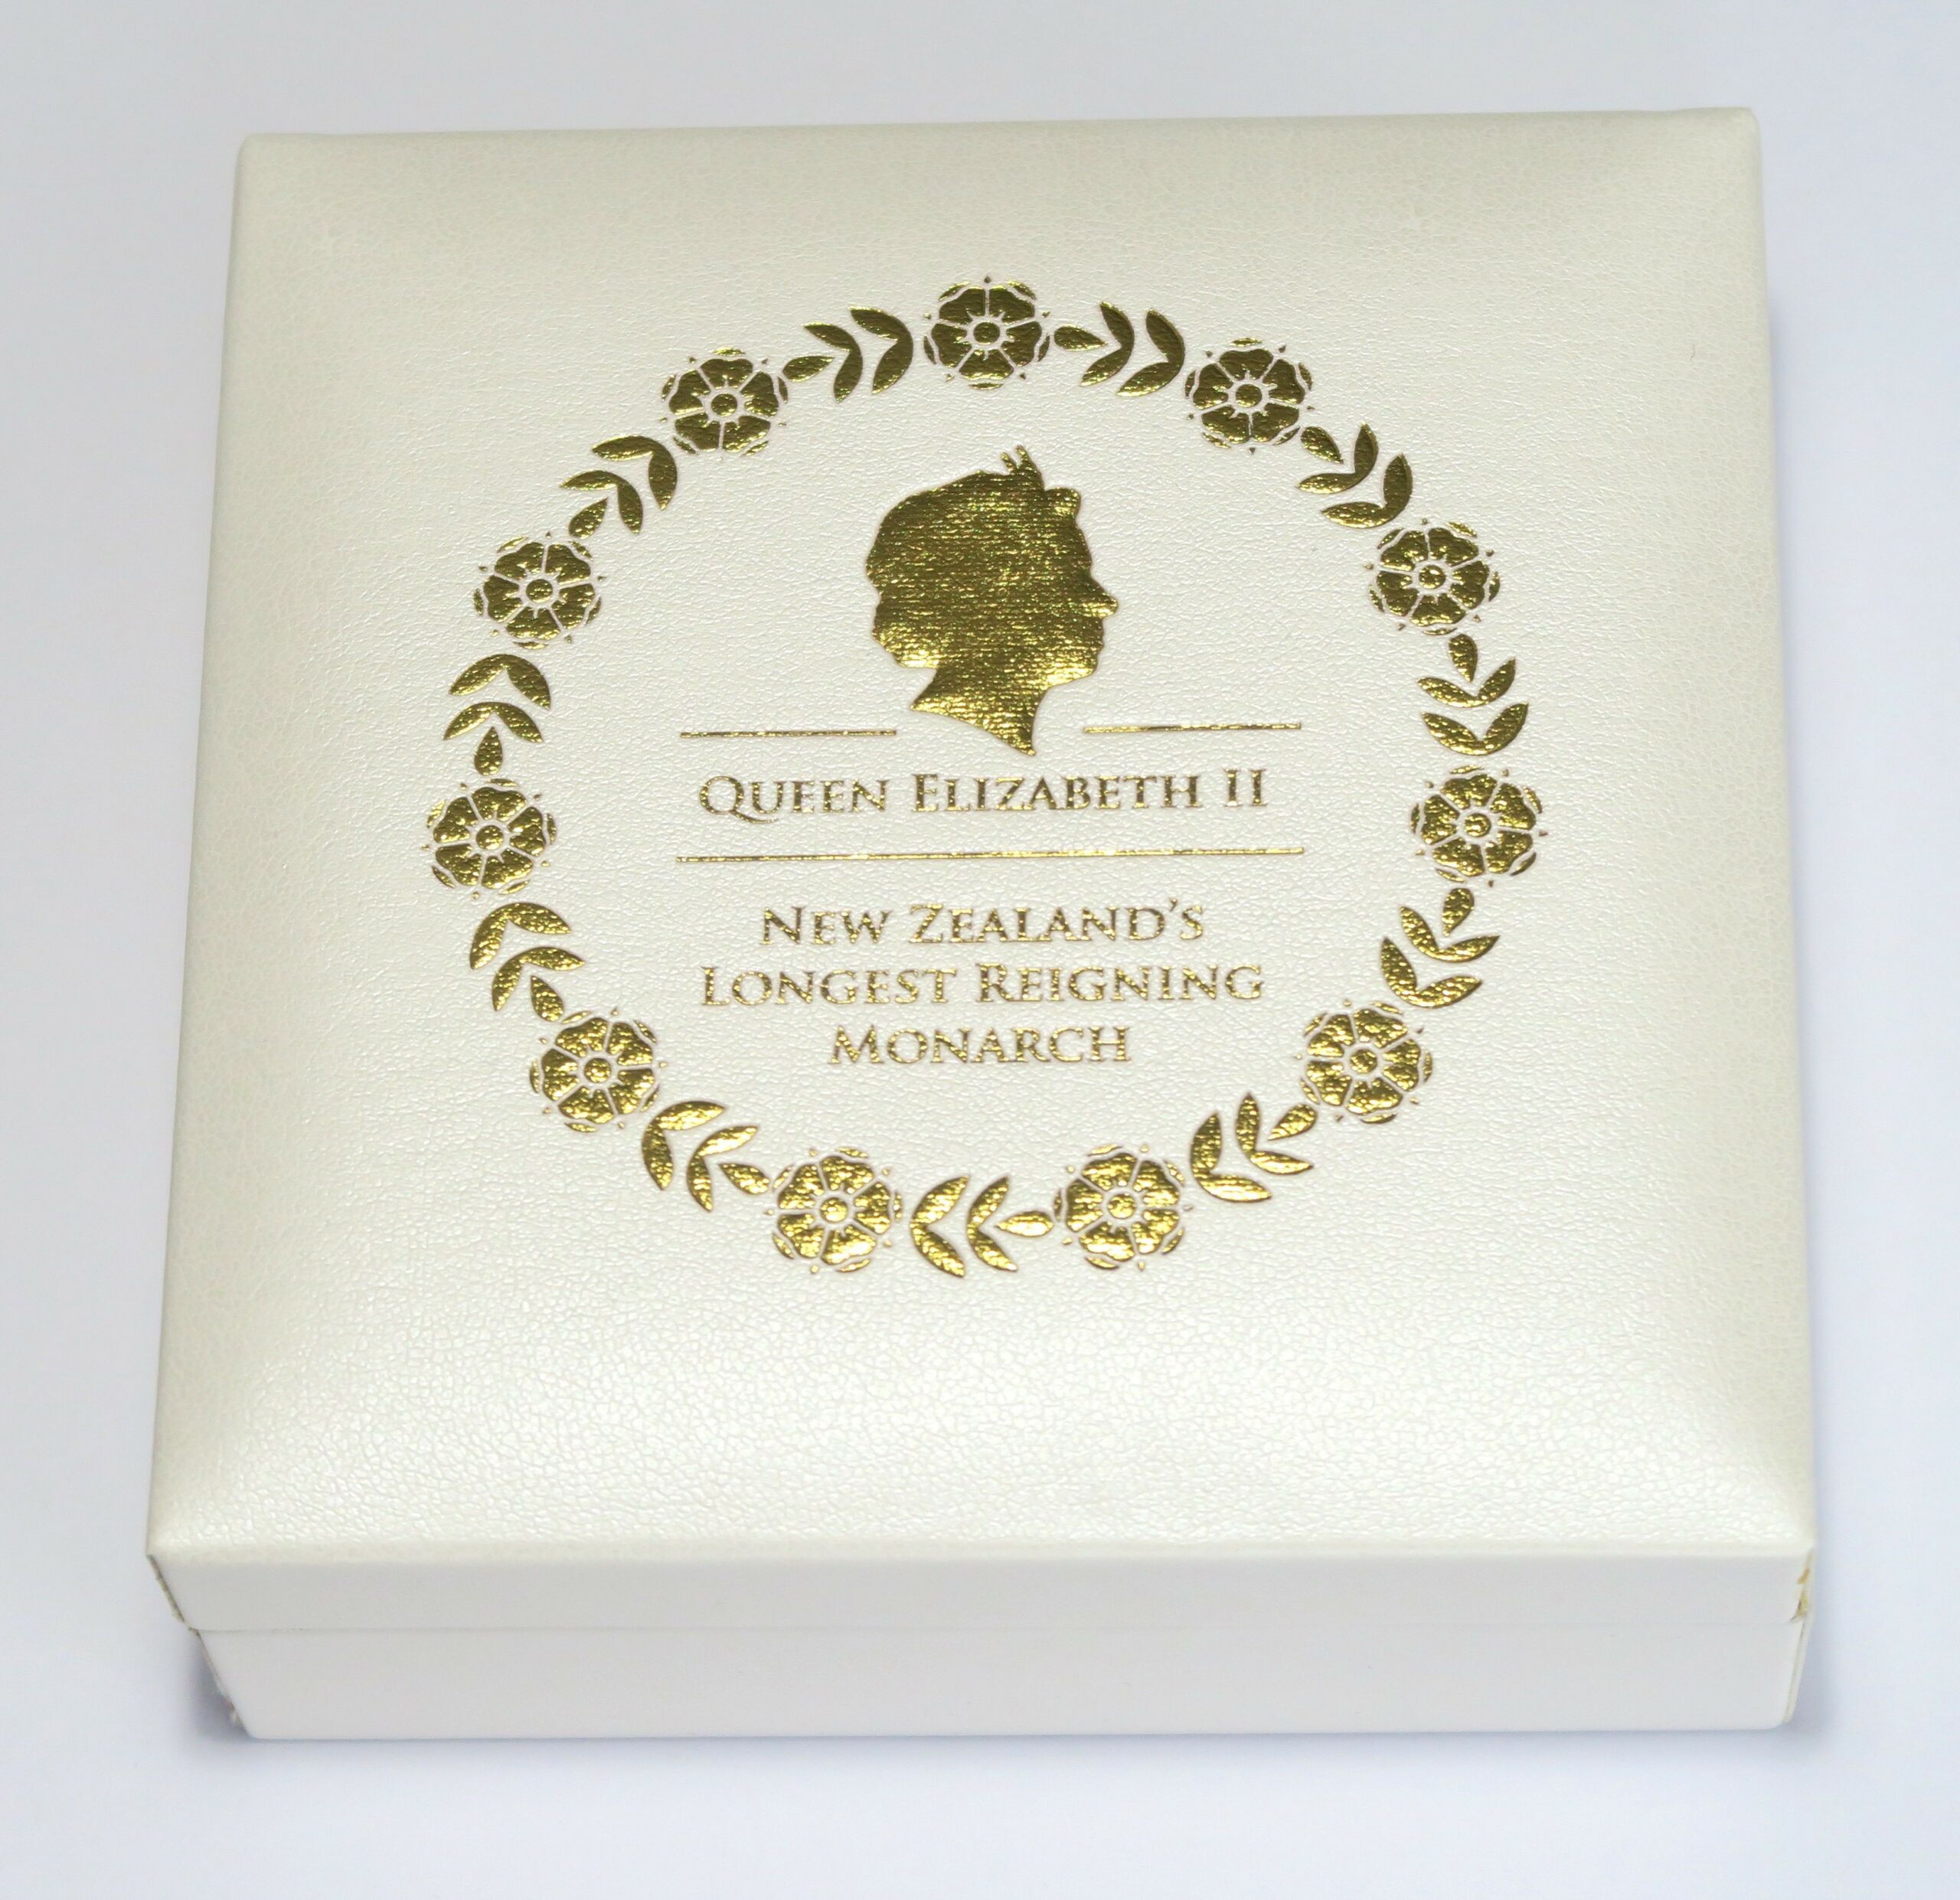 QUEEN ELIZABETH II
NEW ZEALAND'S
LONGEST REIGNING
MONARCH